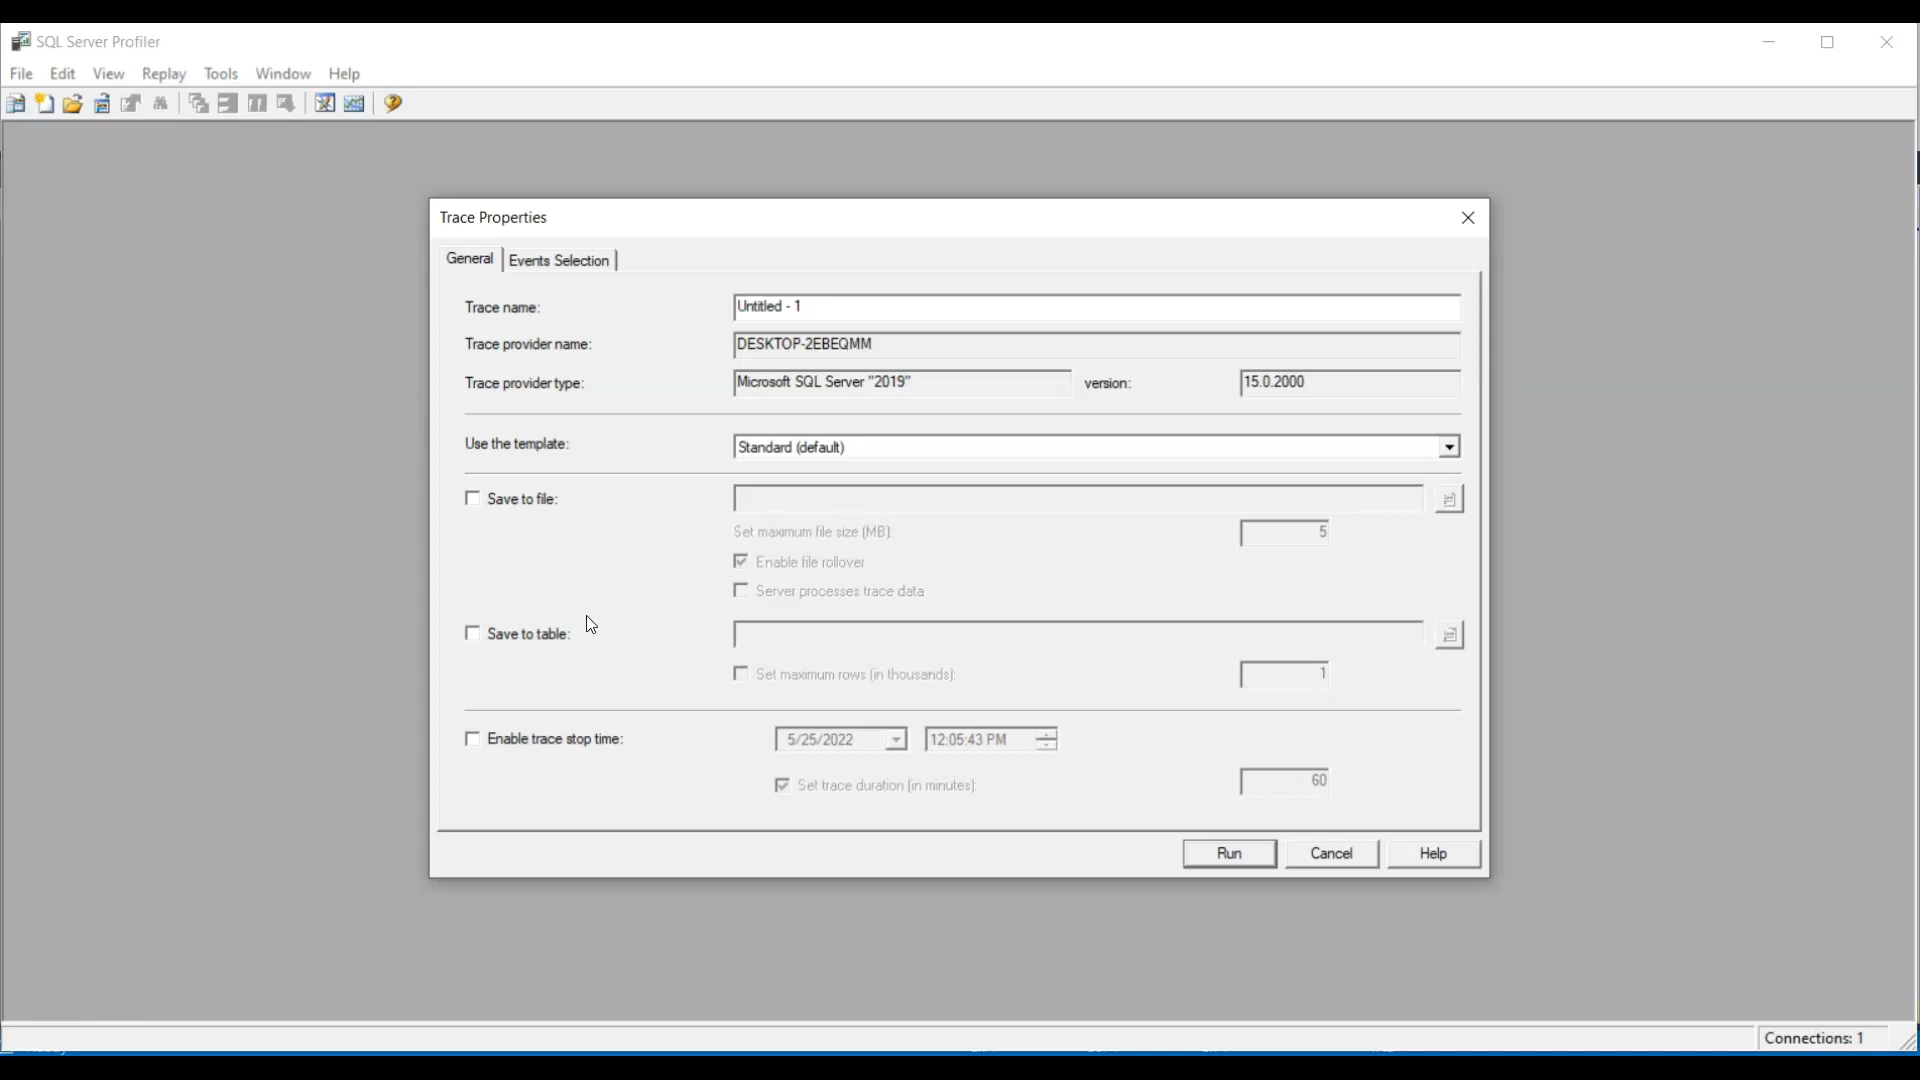 SQL Server Profiler
File Edit View Replay Tools Window Help
Trace Properties
General Events Selection
Trace name: Untitled - 1
Trace provider name: DESKTOP-2EBEQMM
Trace provider type: Microsoft SQL Server "2019" version: 15.0.2000
Use the template: Standard (default)
Save to file:
Set maximum file size (MB): 5
Enable file rollover
Server processes trace data
Save to table:
Set maximum rows (in thousands): 1
Enable trace stop time: 5/25/2022 12:05:43 PM
Set trace duration (in minutes): 60
Run Cancel Help
Connections: 1